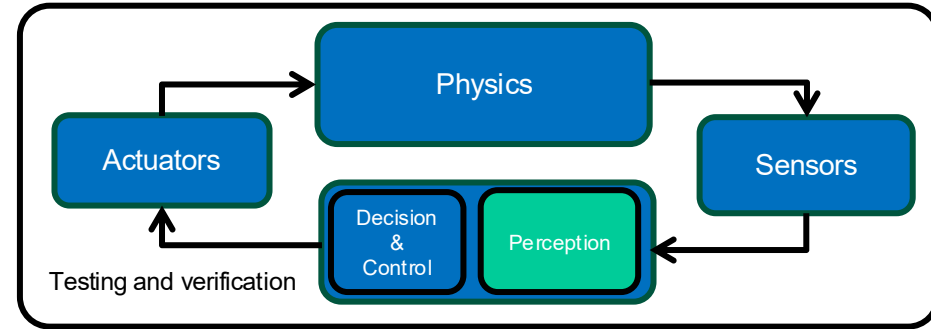 Physics
Actuators
Sensors
Decision
&
Control
Perception
Testing and verification